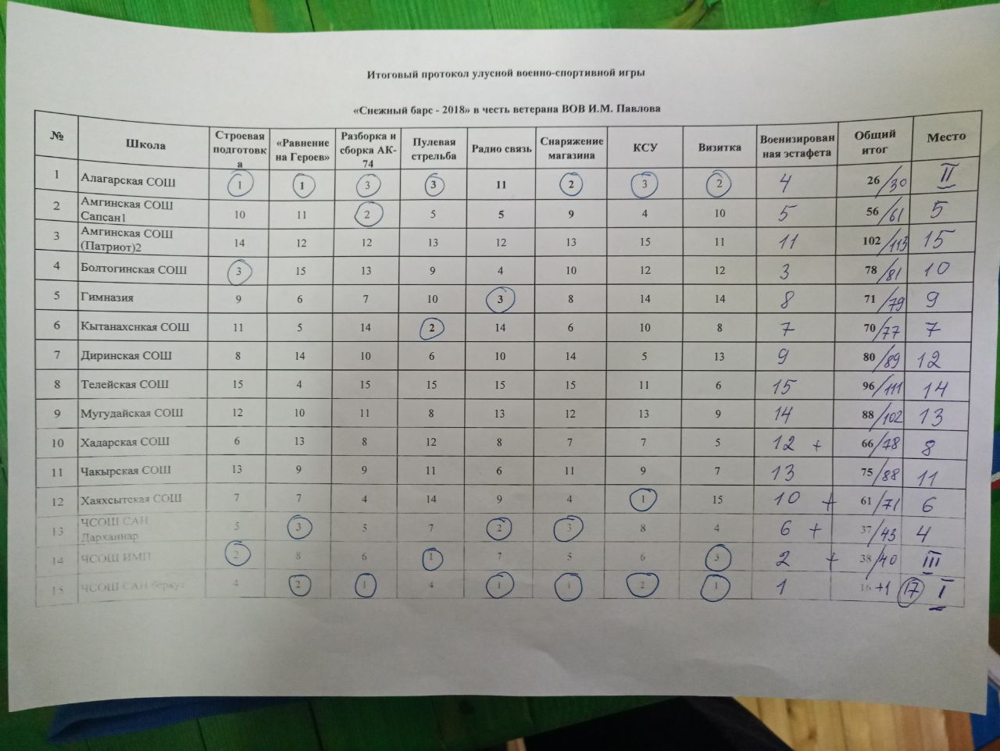 Итоговый протокол улусной военно-спортивной игры
«Снежный барс - 2018» в честь ветерана ВОВ И.М. Павлова
№ Школа Строевая подготовка «Равнение на Героев» Разборка и сборка АК-74 Пулевая стрельба Радио связь Снаряжение магазина КСУ Визитка Военизированная эстафета Общий итог Место
1 Алагарская СОШ 1 1 3 3 11 2 3 2 4 26/30 II
2 Амгинская СОШ Сапсан1 10 11 2 5 5 9 4 10 5 56/61 5
3 Амгинская СОШ (Патриот)2 14 12 12 13 12 13 15 11 11 102/113 15
4 Болтогинская СОШ 3 15 13 9 4 10 12 12 3 78/81 10
5 Гимназия 9 6 7 10 3 8 14 14 8 71/79 9
6 Кытанахснкая СОШ 11 5 14 2 14 6 10 8 7 70/77 7
7 Диринская СОШ 8 14 10 6 10 14 5 13 9 80/89 12
8 Телейская СОШ 15 4 15 15 15 15 11 6 15 96/111 14
9 Мугудайская СОШ 12 10 11 8 13 12 13 9 14 88/102 13
10 Хадарская СОШ 6 13 8 12 8 7 7 5 12 + 66/78 8
11 Чакырская СОШ 13 9 9 11 6 11 9 7 13 75/88 11
12 Хаяхсытская СОШ 7 7 4 14 9 4 1 15 10 + 61/71 6
13 ЧСОШ САН Дарханнар 5 3 5 7 2 3 8 4 6 + 37/43 4
14 ЧСОШ ИМП 2 8 6 1 7 5 6 3 2 + 38/40 III
15 ЧСОШ САН беркут 4 2 1 4 1 1 2 1 1 16 +1 17 I